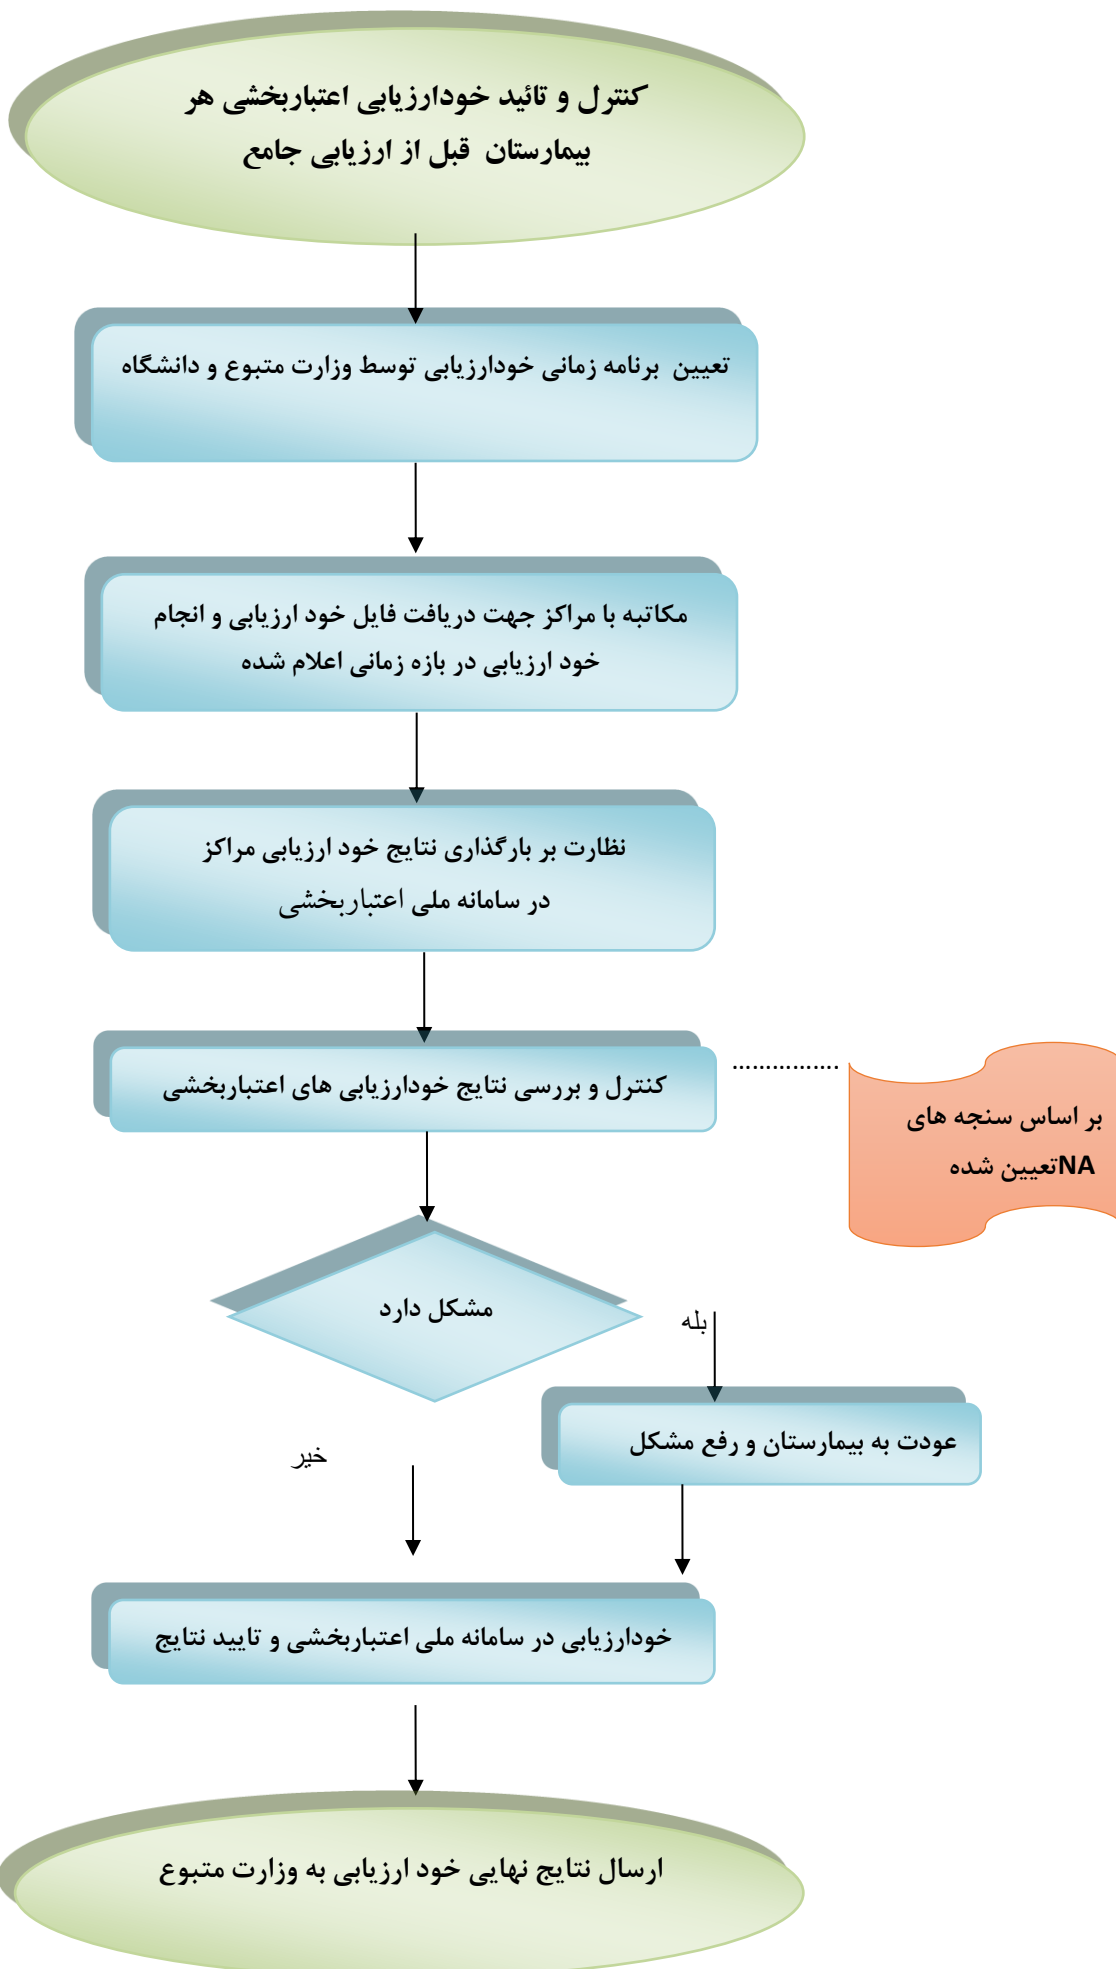 کنترل و تائید خودارزیابی اعتباربخشی هر
بیمارستان قبل از ارزیابی جامع
تعیین برنامه زمانی خودارزیابی توسط وزارت متبوع و دانشگاه
مکاتبه با مراکز جهت دریافت فایل خود ارزیابی و انجام
خود ارزیابی در بازه زمانی اعلام شده
نظارت بر بارگذاری نتایج خود ارزیابی مراکز
در سامانه ملی اعتباربخشی
کنترل و بررسی نتایج خودارزیابی های اعتباربخشی
................
بر اساس سنجه های
NAتعیین شده
مشکل دارد
بله
عودت به بیمارستان و رفع مشکل
خیر
خودارزیابی در سامانه ملی اعتباربخشی و تایید نتایج
ارسال نتایج نهایی خود ارزیابی به وزارت متبوع